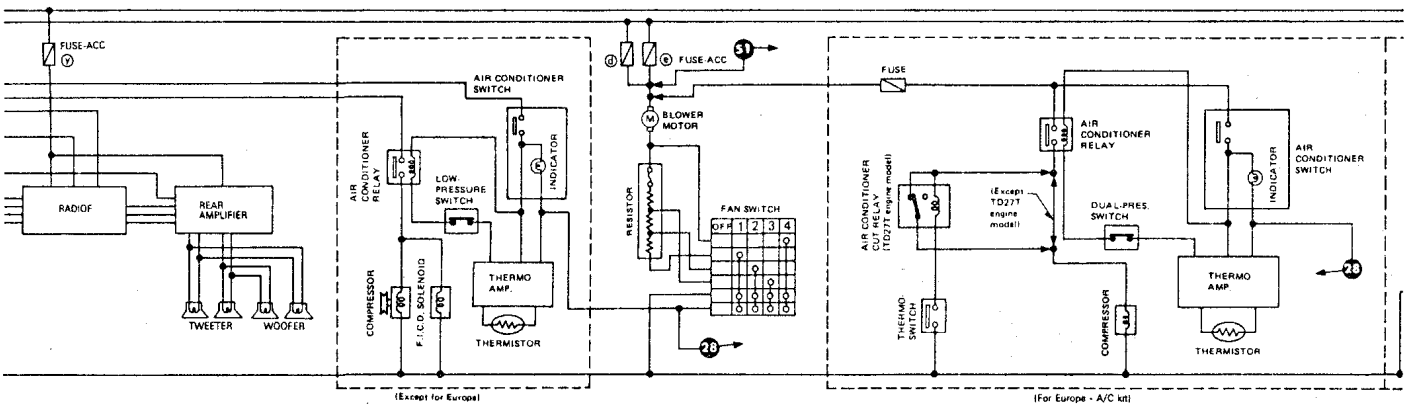 FUSE-ACC
Y
RADIOF
REAR
AMPLIFIER
TWEETER
WOOFER
AIR CONDITIONER
SWITCH
INDICATOR
AIR
CONDITIONER
RELAY
LOW-
PRESSURE
SWITCH
COMPRESSOR
F.I.C.D. SOLENOID
THERMO
AMP.
THERMISTOR
(Except for Europe)
d
e
FUSE-ACC
51
M
BLOWER
MOTOR
RESISTOR
FAN SWITCH
OFF 1 2 3 4
28
FUSE
AIR
CONDITIONER
RELAY
AIR CONDITIONER
CUT RELAY
(TD27T engine model)
(Except
TD27T
engine
model)
DUAL-PRES.
SWITCH
THERMO-
SWITCH
COMPRESSOR
INDICATOR
AIR
CONDITIONER
SWITCH
28
THERMO
AMP.
THERMISTOR
(For Europe - A/C kit)